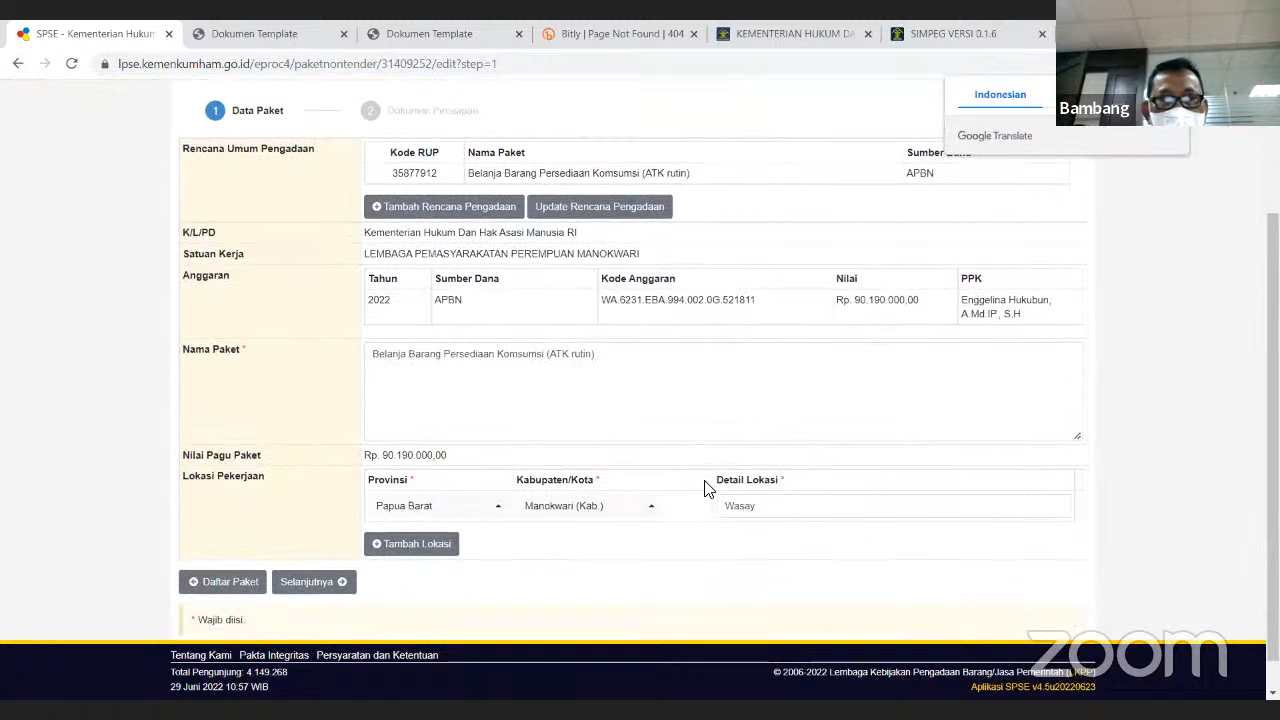 SPSE - Kementerian Hukum
Documen Template
Documen Template
Bitly | Page Not Found | 404
KEMENTERIAN HUKUM DA
SIMPEG VERSI 0.1.6
lpse.kemenkumham.go.id/eproc4/paketnontender/31409252/edit?step=1
Bambang
Indonesian
Google Translate
1 Data Paket
2 Dokumen Persiapan
Rencana Umum Pengadaan
Kode RUP Nama Paket Sumber Dana
35877912 Belanja Barang Persediaan Komsumsi (ATK rutin) APBN
Tambah Rencana Pengadaan Update Rencana Pengadaan
K/L/PD Kementerian Hukum Dan Hak Asasi Manusia RI
Satuan Kerja LEMBAGA PEMASYARAKATAN PEREMPUAN MANOKWARI
Anggaran
Tahun Sumber Dana Kode Anggaran Nilai PPK
2022 APBN WA.6231.EBA.994.002.0G.521811 Rp. 90.190.000,00 Enggelina Hukubun,
A.Md.IP, S.H
Nama Paket *
Belanja Barang Persediaan Komsumsi (ATK rutin)
Nilai Pagu Paket Rp. 90.190.000,00
Lokasi Pekerjaan
Provinsi * Kabupaten/Kota * Detail Lokasi *
Papua Barat Manokwari (Kab.) Wasay
Tambah Lokasi
Daftar Paket Selanjutnya
* Wajib diisi.
zoom
Tentang Kami Pakta Integritas Persyaratan dan Ketentuan
Total Pengunjung: 4.149.268
29 Juni 2022 10:57 WIB
© 2006-2022 Lembaga Kebijakan Pengadaan Barang/Jasa Pemerintah (LKPP)
Aplikasi SPSE v4.5u20220623